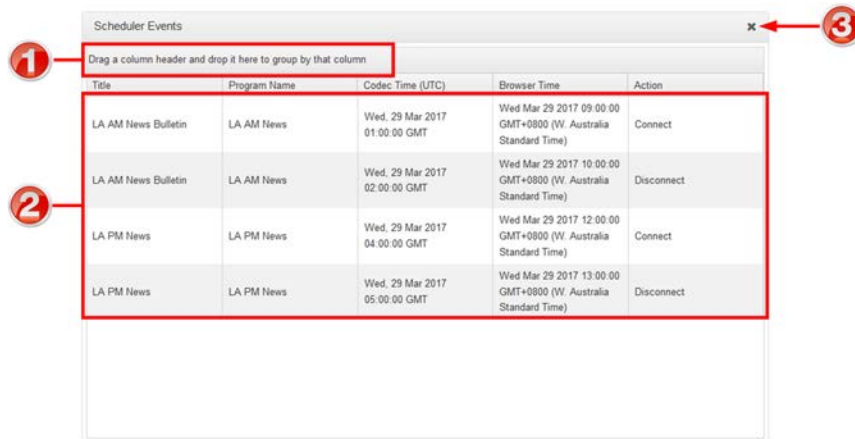 Scheduler Events
3
1
Drag a column header and drop it here to group by that column
Title Program Name Codec Time (UTC) Browser Time Action
LA AM News Bulletin LA AM News Wed, 29 Mar 2017 01:00:00 GMT Wed Mar 29 2017 09:00:00 GMT+0800 (W. Australia Standard Time) Connect
LA AM News Bulletin LA AM News Wed, 29 Mar 2017 02:00:00 GMT Wed Mar 29 2017 10:00:00 GMT+0800 (W. Australia Standard Time) Disconnect
2
LA PM News LA PM News Wed, 29 Mar 2017 04:00:00 GMT Wed Mar 29 2017 12:00:00 GMT+0800 (W. Australia Standard Time) Connect
LA PM News LA PM News Wed, 29 Mar 2017 05:00:00 GMT Wed Mar 29 2017 13:00:00 GMT+0800 (W. Australia Standard Time) Disconnect